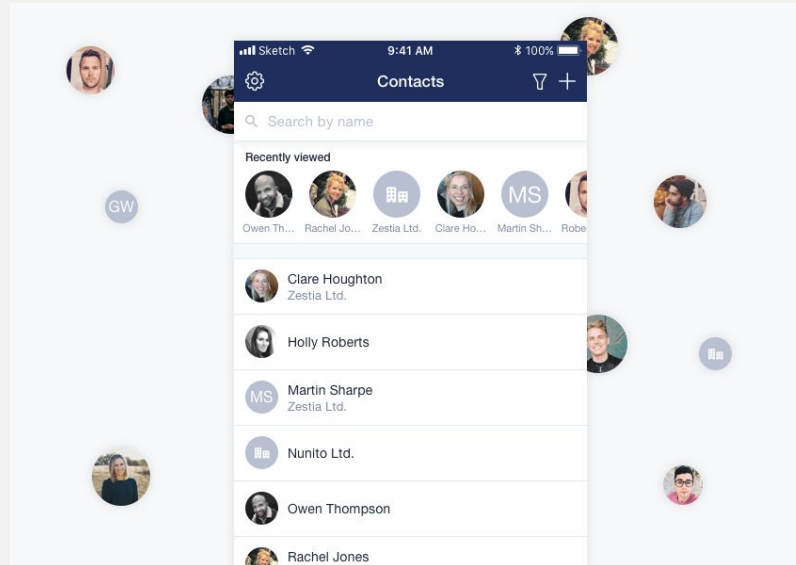 Sketch 9:41 AM 100%
Contacts
Search by name
Recently viewed
MS
Owen Th... Rachel Jo... Zestia Ltd. Clare Ho... Martin Sh... Robe
GW
Clare Houghton
Zestia Ltd.
Holly Roberts
MS
Martin Sharpe
Zestia Ltd.
Nunito Ltd.
Owen Thompson
Rachel Jones